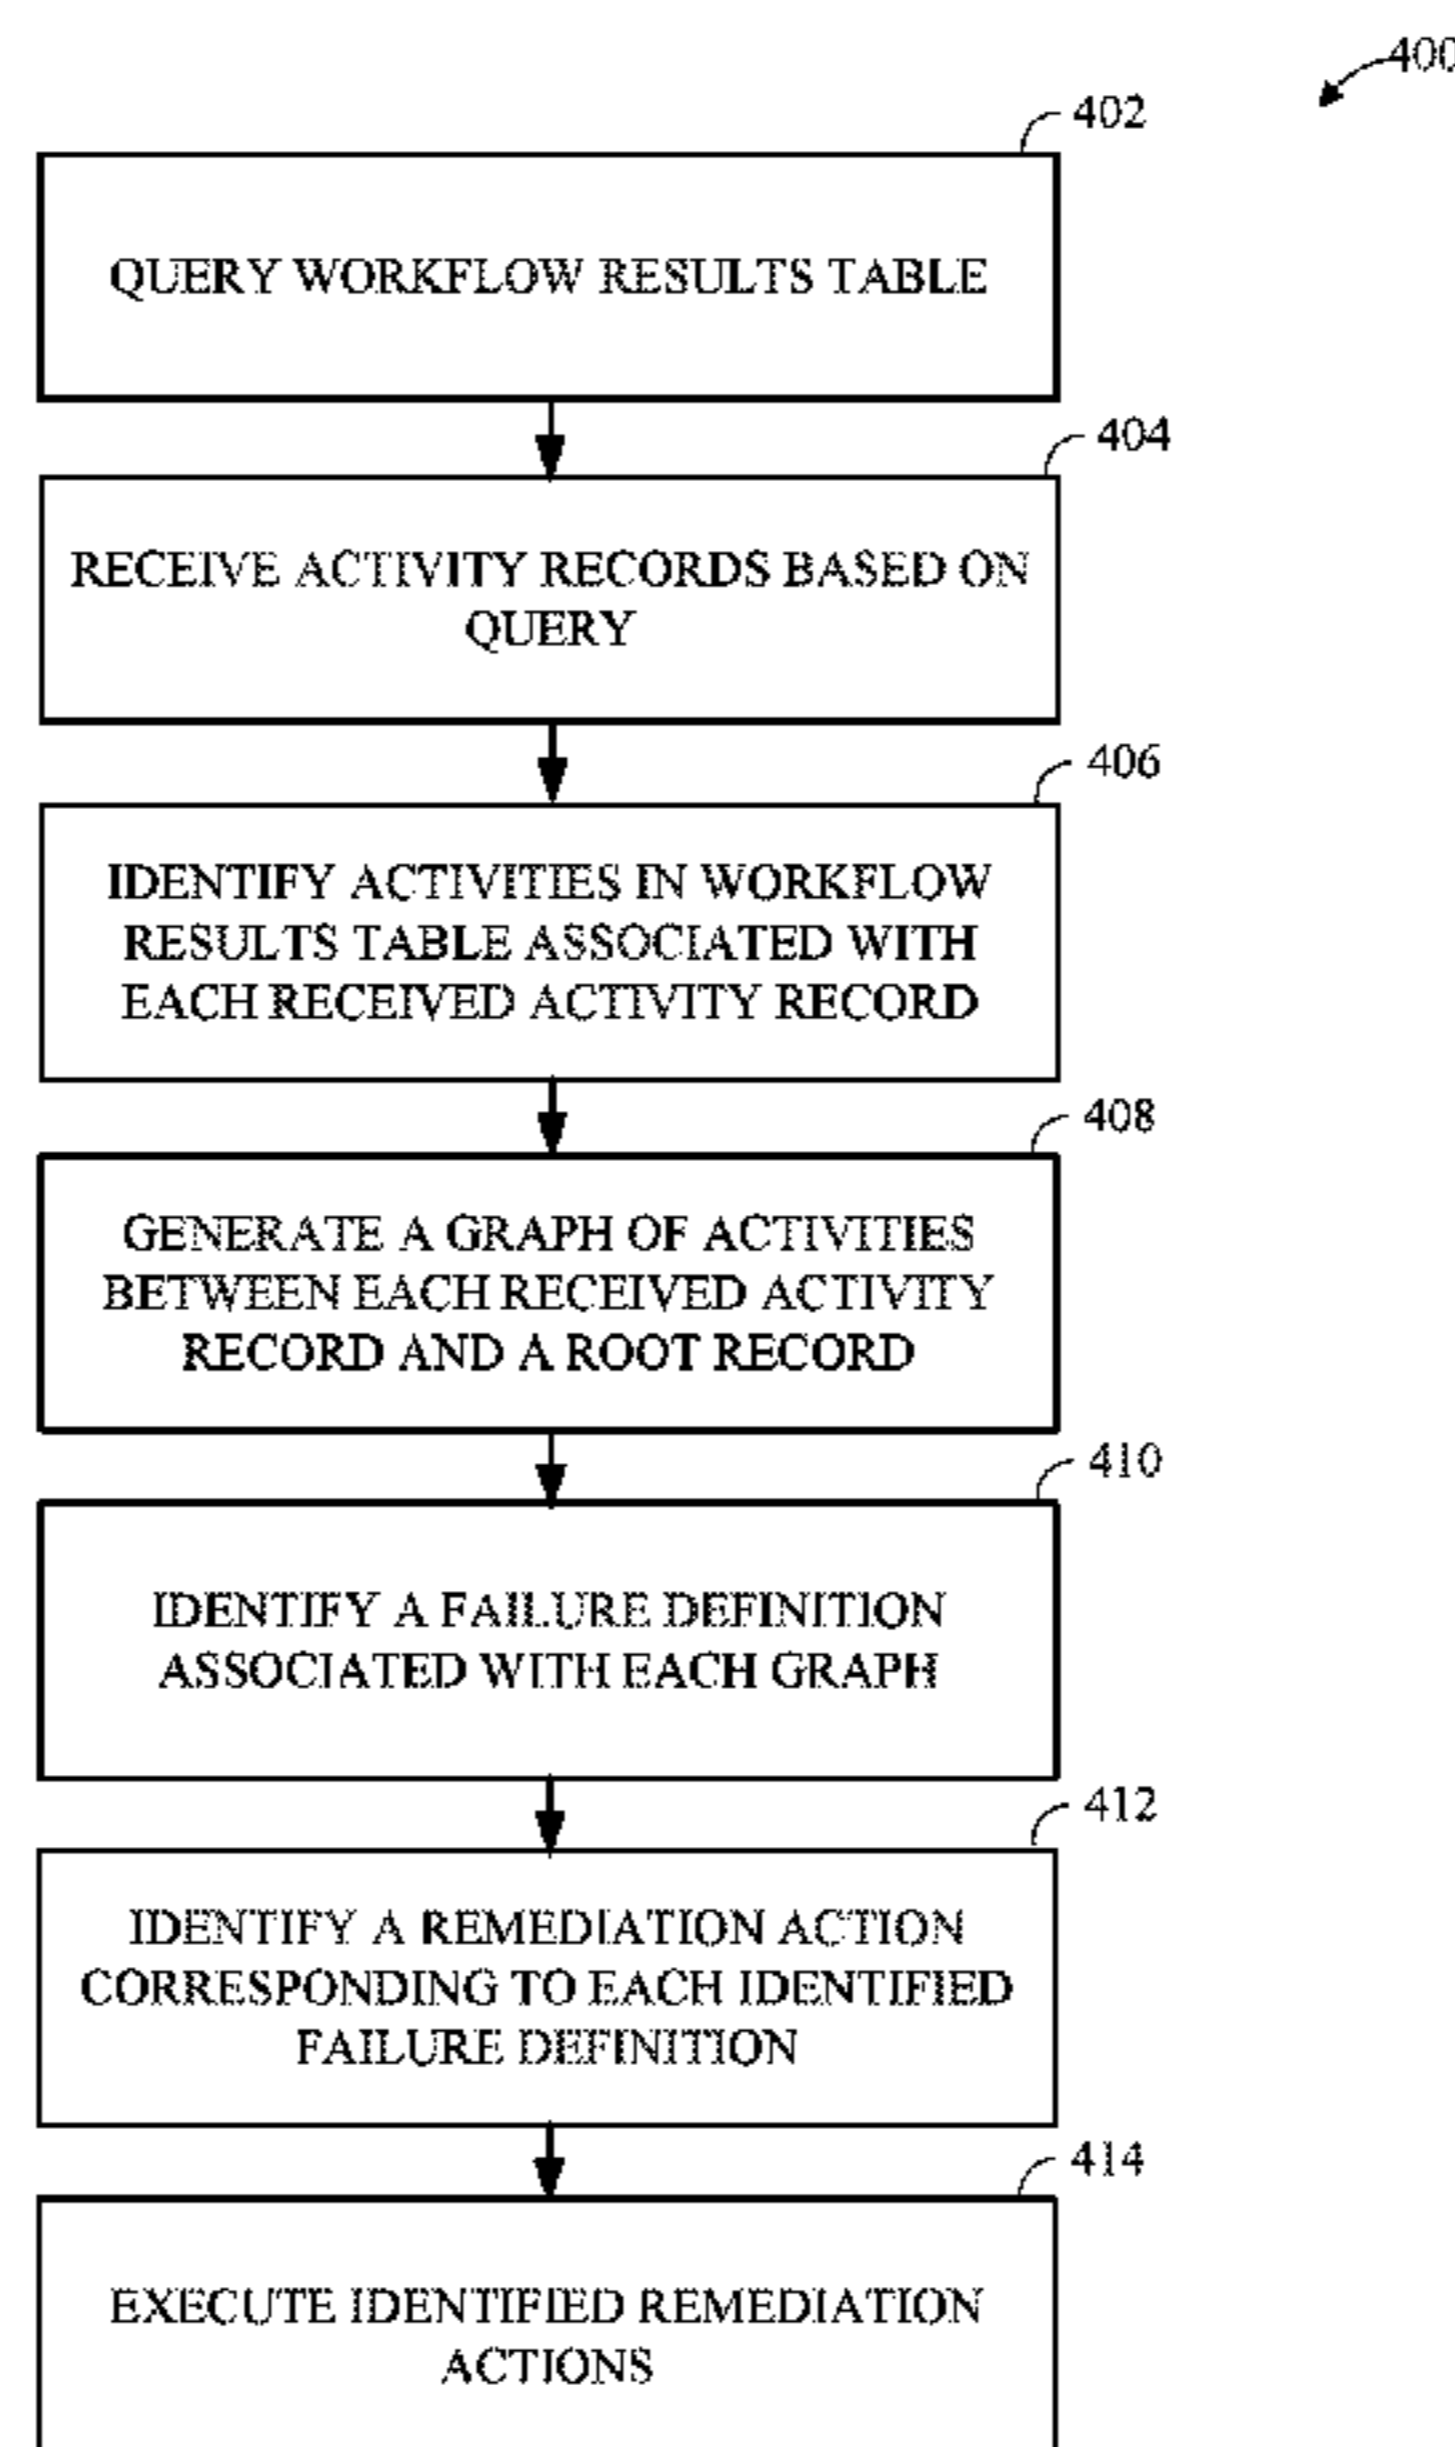 400
402
QUERY WORKFLOW RESULTS TABLE
404
RECEIVE ACTIVITY RECORDS BASED ON
QUERY
406
IDENTIFY ACTIVITIES IN WORKFLOW
RESULTS TABLE ASSOCIATED WITH
EACH RECEIVED ACTIVITY RECORD
408
GENERATE A GRAPH OF ACTIVITIES
BETWEEN EACH RECEIVED ACTIVITY
RECORD AND A ROOT RECORD
410
IDENTIFY A FAILURE DEFINITION
ASSOCIATED WITH EACH GRAPH
412
IDENTIFY A REMEDIATION ACTION
CORRESPONDING TO EACH IDENTIFIED
FAILURE DEFINITION
414
EXECUTE IDENTIFIED REMEDIATION
ACTIONS